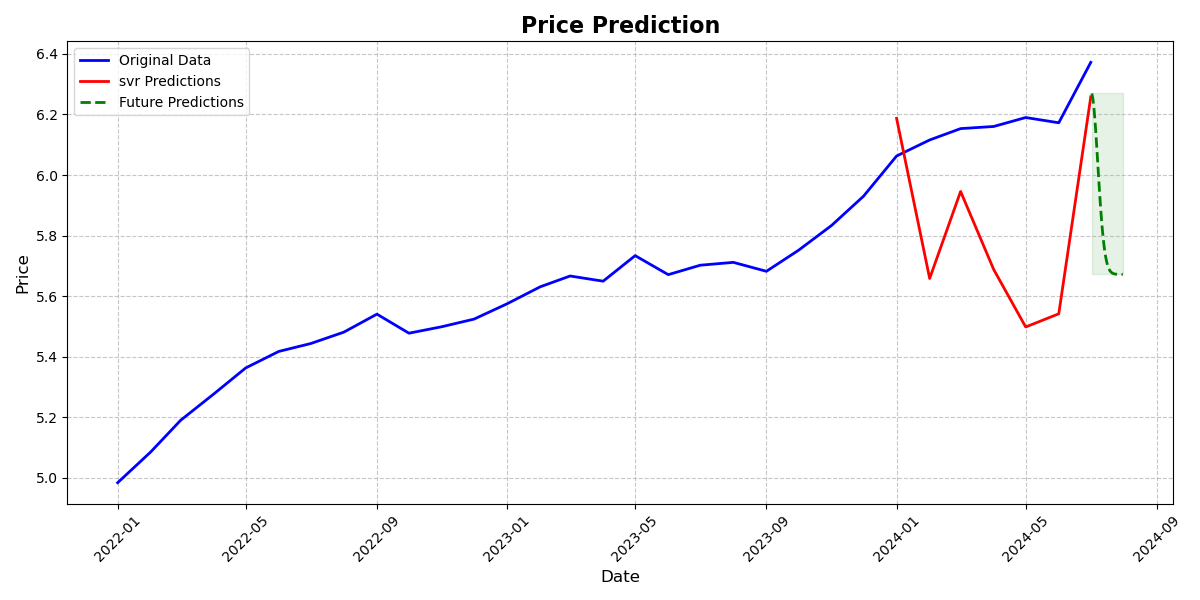 Price Prediction
Original Data
svr Predictions
Future Predictions
Price
6.4
6.2
6.0
5.8
5.6
5.4
5.2
5.0
2022-01
2022-05
2022-09
2023-01
2023-05
2023-09
2024-01
2024-05
2024-09
Date